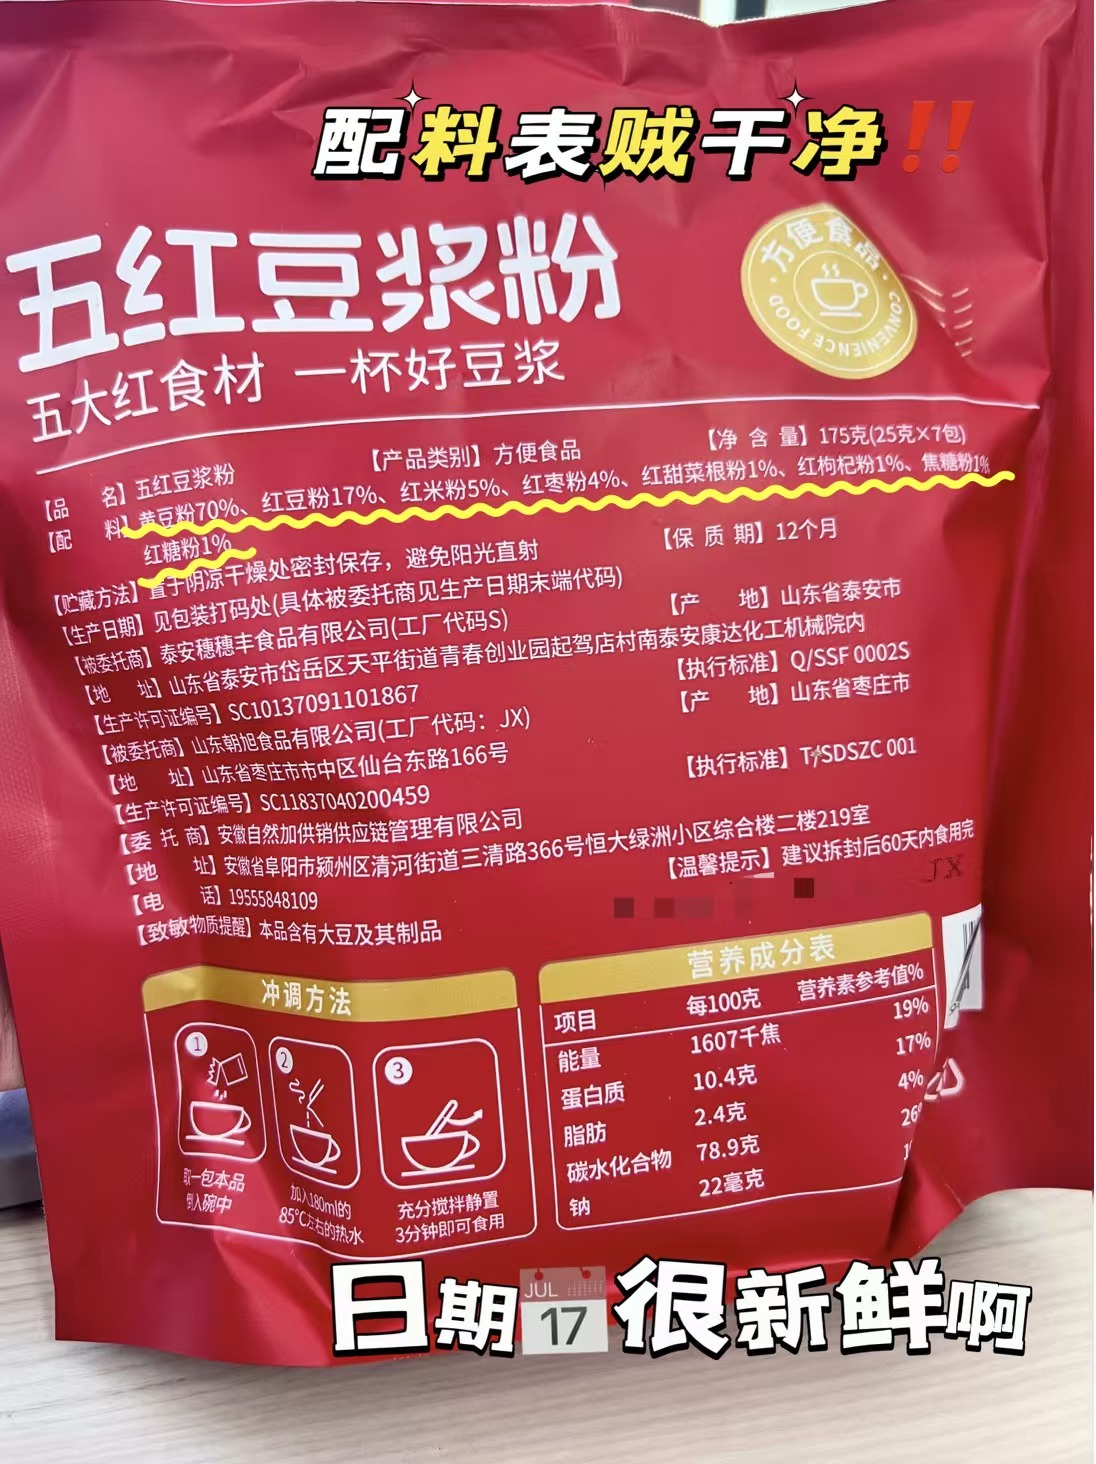 配料表贼干净!!
五红豆浆粉
五大红食材 一杯好豆浆
方便食品
CONVENIENCE FOOD
【品 名】五红豆浆粉 【产品类别】方便食品 【净 含 量】175克(25克×7包)
【配 料】黄豆粉70%、红豆粉17%、红米粉5%、红枣粉4%、红甜菜根粉1%、红枸杞粉1%、焦糖粉1%、
红糖粉1%
【贮藏方法】置于阴凉干燥处密封保存，避免阳光直射 【保 质 期】12个月
【生产日期】见包装打码处(具体被委托商见生产日期末端代码)
【被委托商】泰安穗穗丰食品有限公司(工厂代码S) 【产 地】山东省泰安市
【地 址】山东省泰安市岱岳区天平街道青春创业园起驾店村南泰安康达化工机械院内
【生产许可证编号】SC10137091101867 【执行标准】Q/SSF 0002S
【被委托商】山东朝旭食品有限公司(工厂代码：JX) 【产 地】山东省枣庄市
【地 址】山东省枣庄市市中区仙台东路166号
【生产许可证编号】SC11837040200459 【执行标准】T/SDSZC 001
【委 托 商】安徽自然加供销供应链管理有限公司
【地 址】安徽省阜阳市颍州区清河街道三清路366号恒大绿洲小区综合楼二楼219室
【电 话】19555848109 【温馨提示】建议拆封后60天内食用完
JX
【致敏物质提醒】本品含有大豆及其制品
冲调方法
1
2
3
取一包本品
倒入碗中
加入180ml的
85°C左右的热水
充分搅拌静置
3分钟即可食用
营养成分表
项目 每100克 营养素参考值%
能量 1607千焦 19%
蛋白质 10.4克 17%
脂肪 2.4克 4%
碳水化合物 78.9克 26
钠 22毫克
日期 JUL 17 很新鲜啊